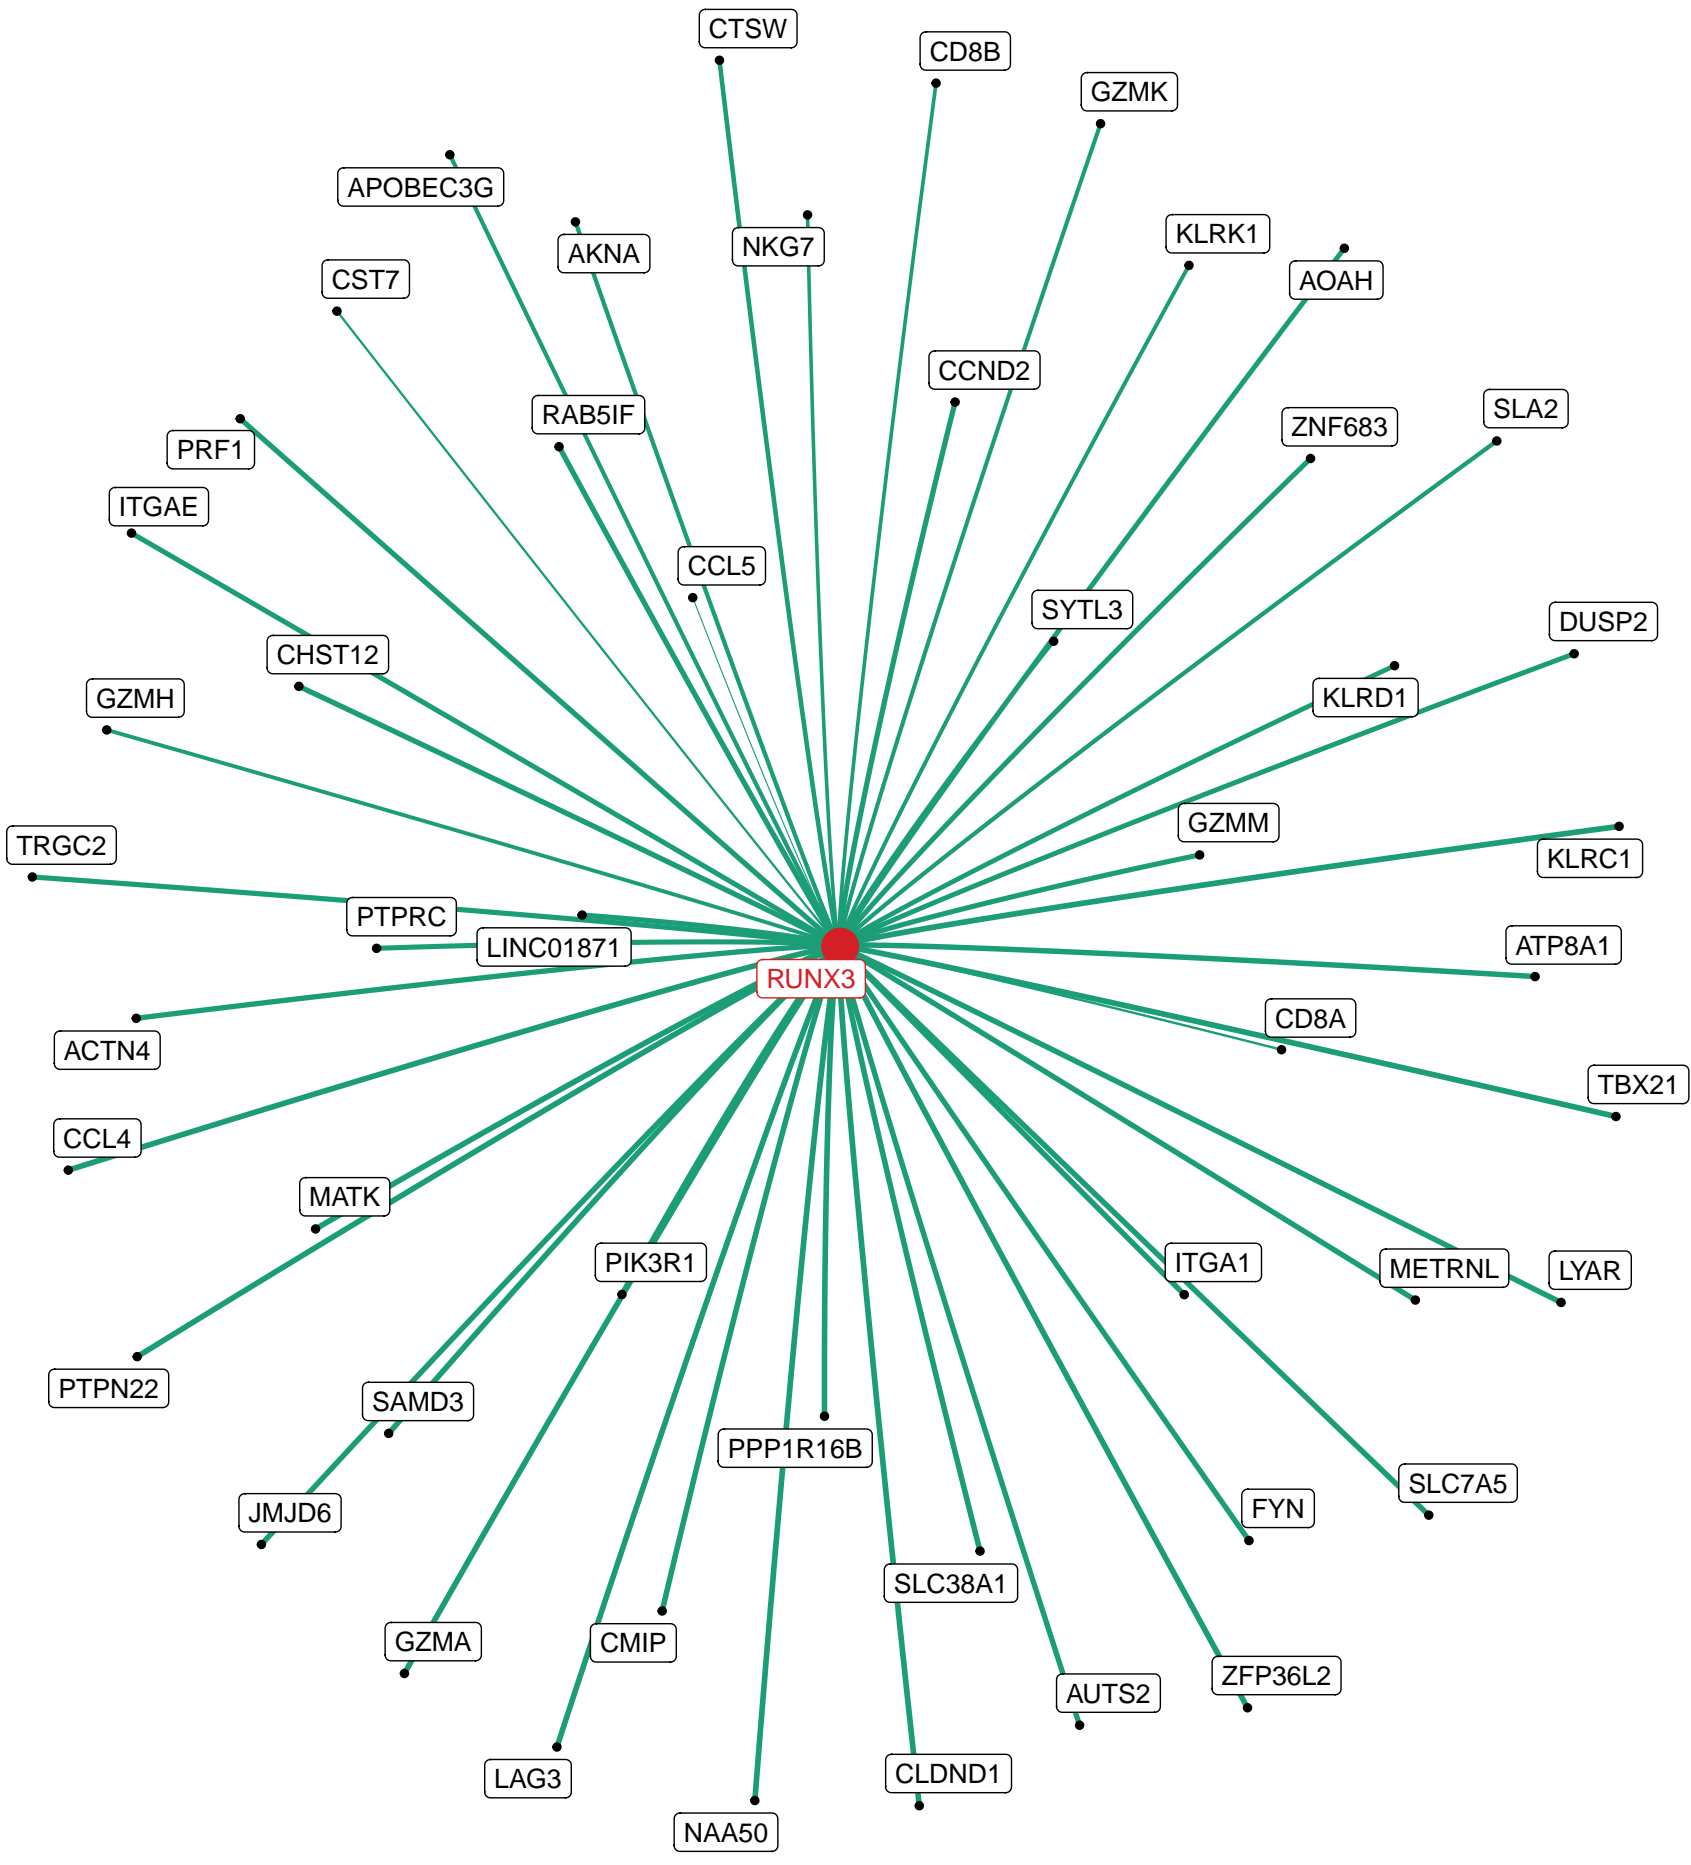 CTSW
CD8B
GZMK
APOBEC3G
KLRK1
NKG7
AKNA
CST7
AOAH
CCND2
SLA2
RAB5IF
ZNF683
PRF1
ITGAE
CCL5
SYTL3
DUSP2
CHST12
GZMH
KLRD1
GZMM
TRGC2
KLRC1
PTPRC
LINC01871
ATP8A1
RUNX3
CD8A
ACTN4
TBX21
CCL4
MATK
PIK3R1
ITGA1
METRNL
LYAR
PTPN22
SAMD3
PPP1R16B
SLC7A5
FYN
JMJD6
SLC38A1
GZMA
CMIP
ZFP36L2
AUTS2
CLDND1
LAG3
NAA50